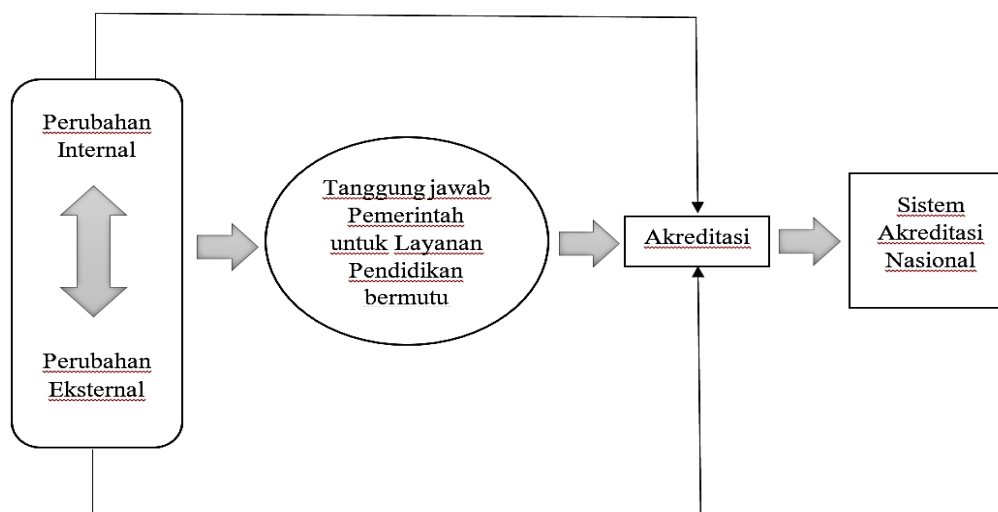 Perubahan
Internal
Perubahan
Eksternal
Tanggung jawab
Pemerintah
untuk Layanan
Pendidikan
bermutu
Akreditasi
Sistem
Akreditasi
Nasional